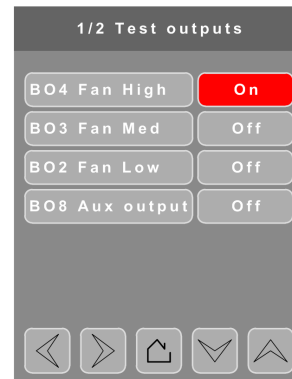 1/2 Test outputs
BO4 Fan High On
BO3 Fan Med Off
BO2 Fan Low Off
BO8 Aux output Off